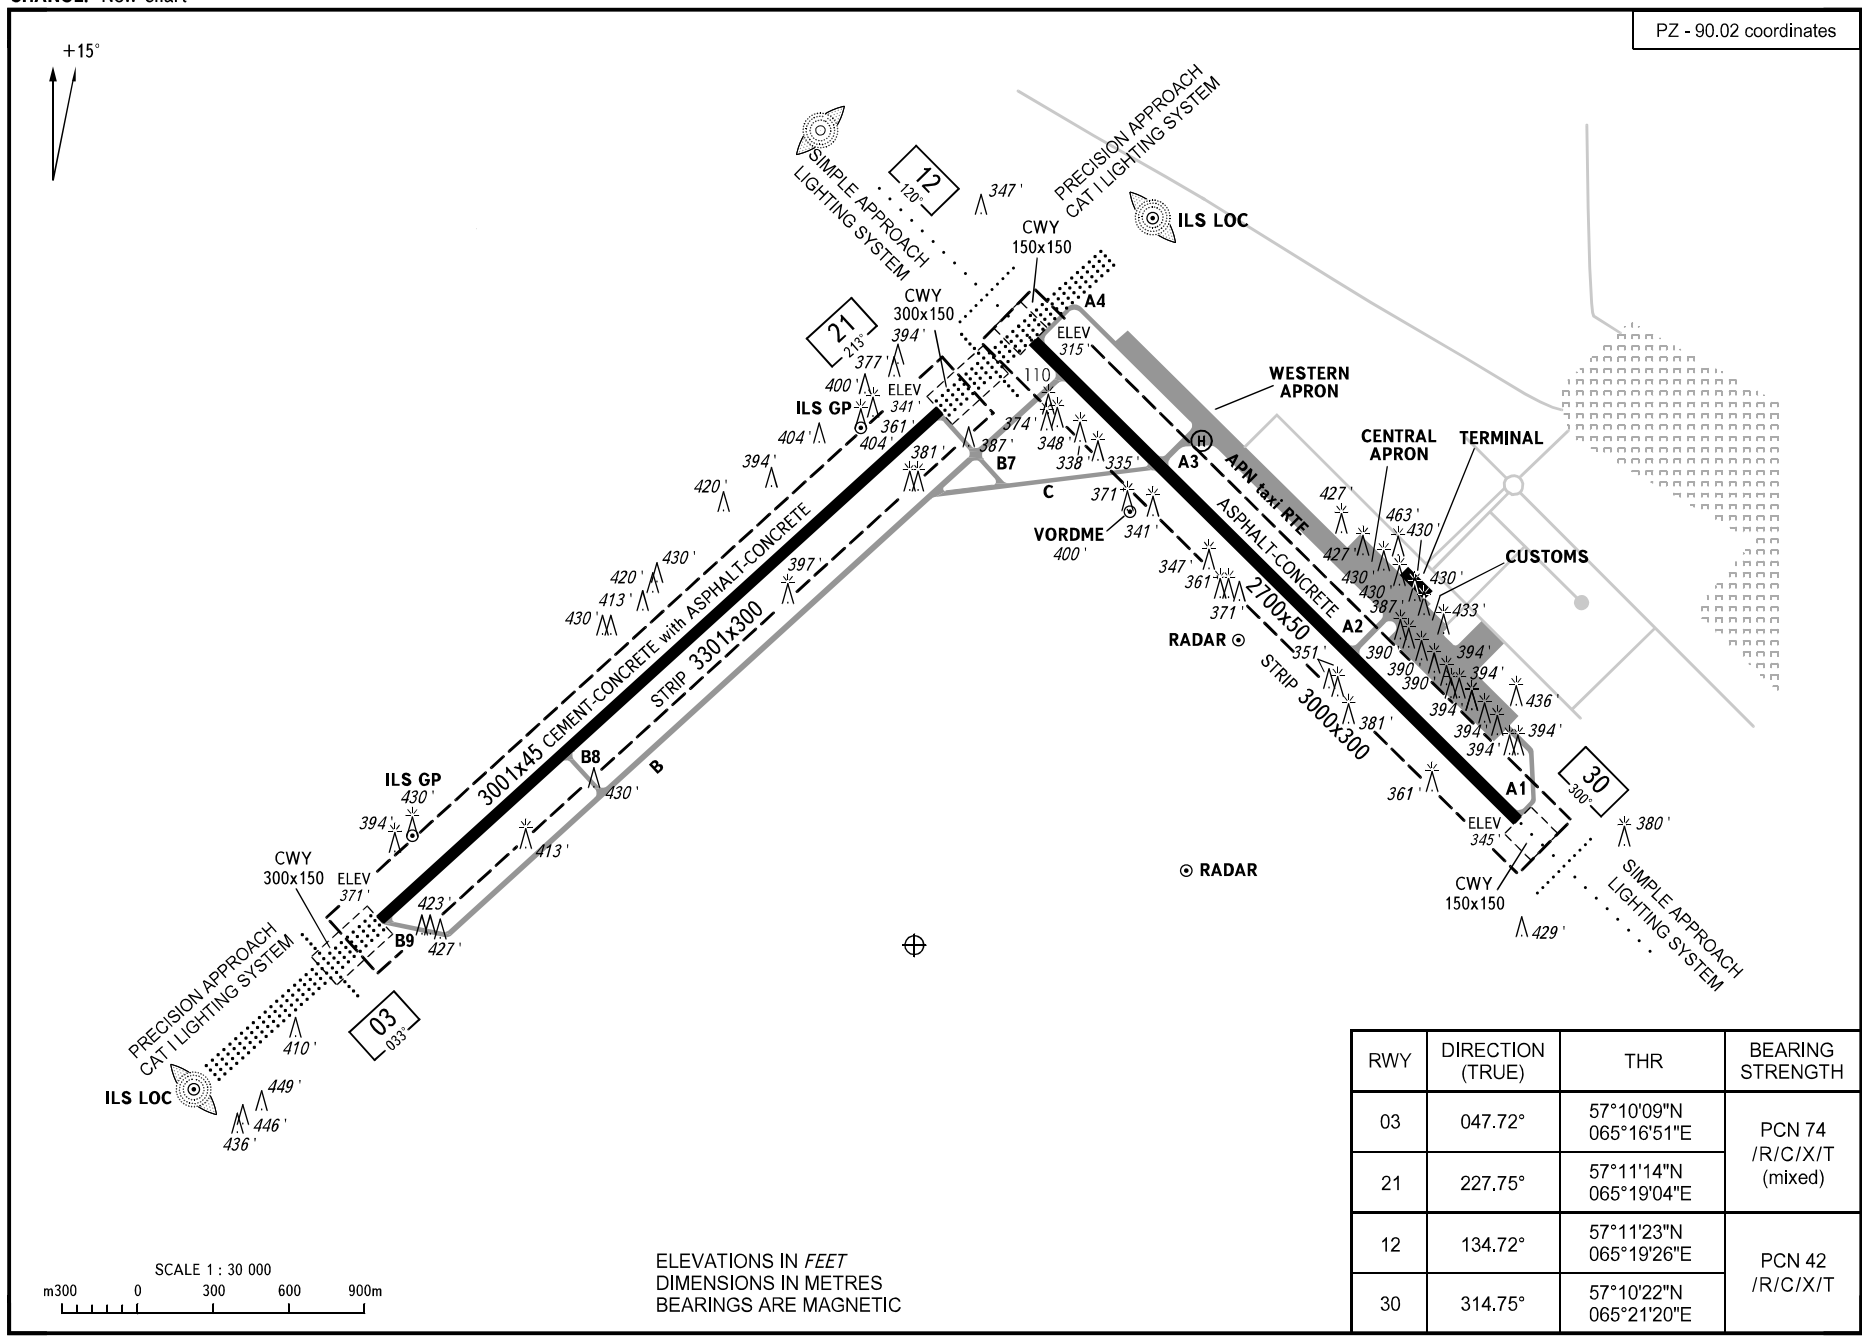 PZ - 90.02 coordinates
+15°
PRECISION APPROACH
CAT I LIGHTING SYSTEM
SIMPLE APPROACH
LIGHTING SYSTEM
12
120°
347'
ILS LOC
CWY
150x150
CWY
300x150
A4
21
213°
394'
377'
400'
ELEV
341'
ELEV
315'
110
ILS GP
361'
404'
404'
WESTERN
APRON
374'
348
338'
335'
387'
381'
B7
C
A3
H
APN taxi RTE
CENTRAL
APRON
TERMINAL
394'
420'
371'
341'
VORDME
400'
427'
463'
430'
427'
CUSTOMS
430'
430'
430
387'
433'
ASPHALT-CONCRETE
2700x50
347'
361'
371'
430'
420'
413'
430'
397'
3001x45 CEMENT-CONCRETE with ASPHALT-CONCRETE
STRIP 3301x300
RADAR
A2
351'
390
390
390
394'
394'
394
394'
394'
394'
436'
STRIP 3000x300
381'
B8
B
430'
ILS GP
430'
394'
413'
361'
A1
30
300°
ELEV
345'
380'
CWY
300x150
ELEV
371'
RADAR
CWY
150x150
SIMPLE APPROACH
LIGHTING SYSTEM
423'
B9
427'
429'
PRECISION APPROACH
CAT I LIGHTING SYSTEM
03
033°
410'
ILS LOC
449'
446'
436'
RWY DIRECTION (TRUE) THR BEARING STRENGTH
03 047.72° 57°10'09"N 065°16'51"E
PCN 74
/R/C/X/T
(mixed)
21 227.75° 57°11'14"N 065°19'04"E
12 134.72° 57°11'23"N 065°19'26"E
PCN 42
/R/C/X/T
30 314.75° 57°10'22"N 065°21'20"E
SCALE 1 : 30 000
m300 0 300 600 900m
ELEVATIONS IN FEET
DIMENSIONS IN METRES
BEARINGS ARE MAGNETIC